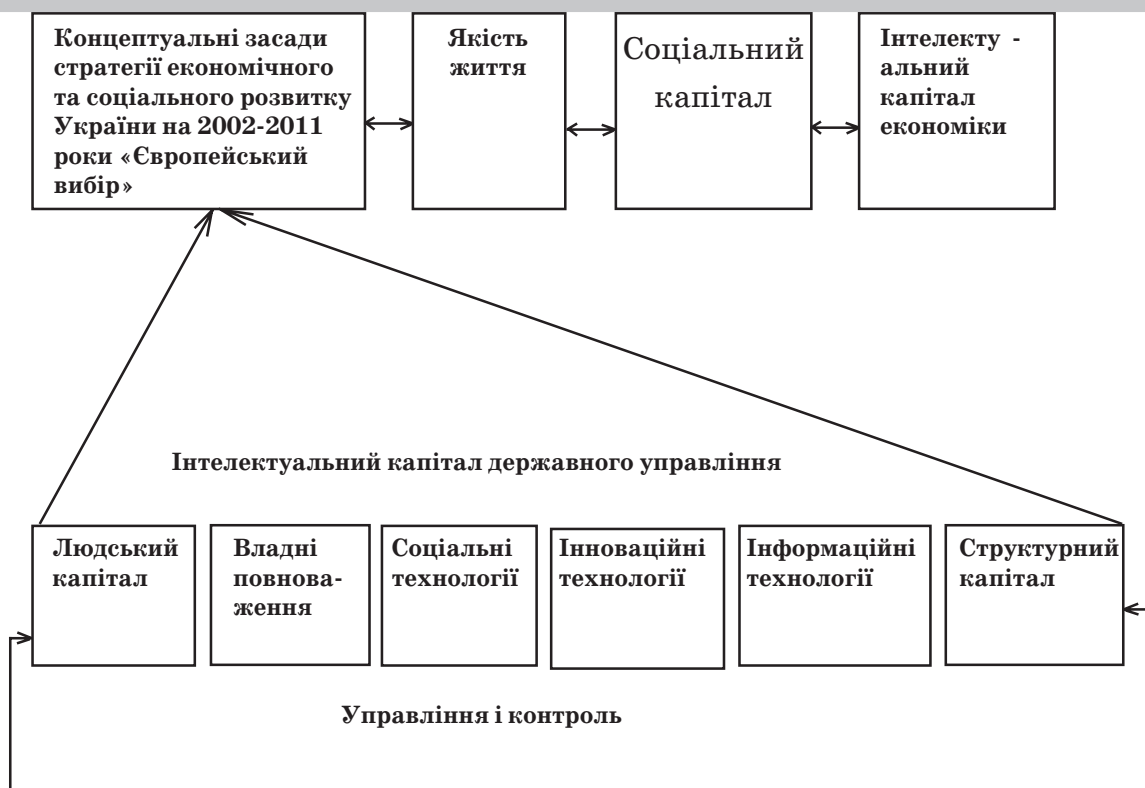 Концептуальні засади
стратегії економічного
та соціального розвитку
України на 2002-2011
роки «Європейський
вибір»
Якість
життя
Соціальний
капітал
Інтелекту -
альний
капітал
економіки
Інтелектуальний капітал державного управління
Людський
капітал
Владні
повнова-
ження
Соціальні
технології
Інноваційні
технології
Інформаційні
технології
Структурний
капітал
Управління і контроль